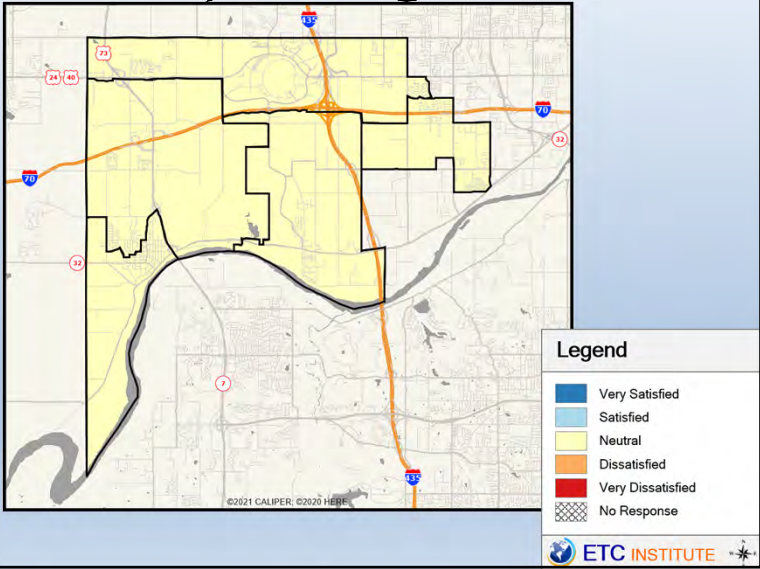 435
73
24 40
70
32
70
32
7
435
©2021 CALIPER; ©2020 HERE
Legend
Very Satisfied
Satisfied
Neutral
Dissatisfied
Very Dissatisfied
No Response
ETC INSTITUTE